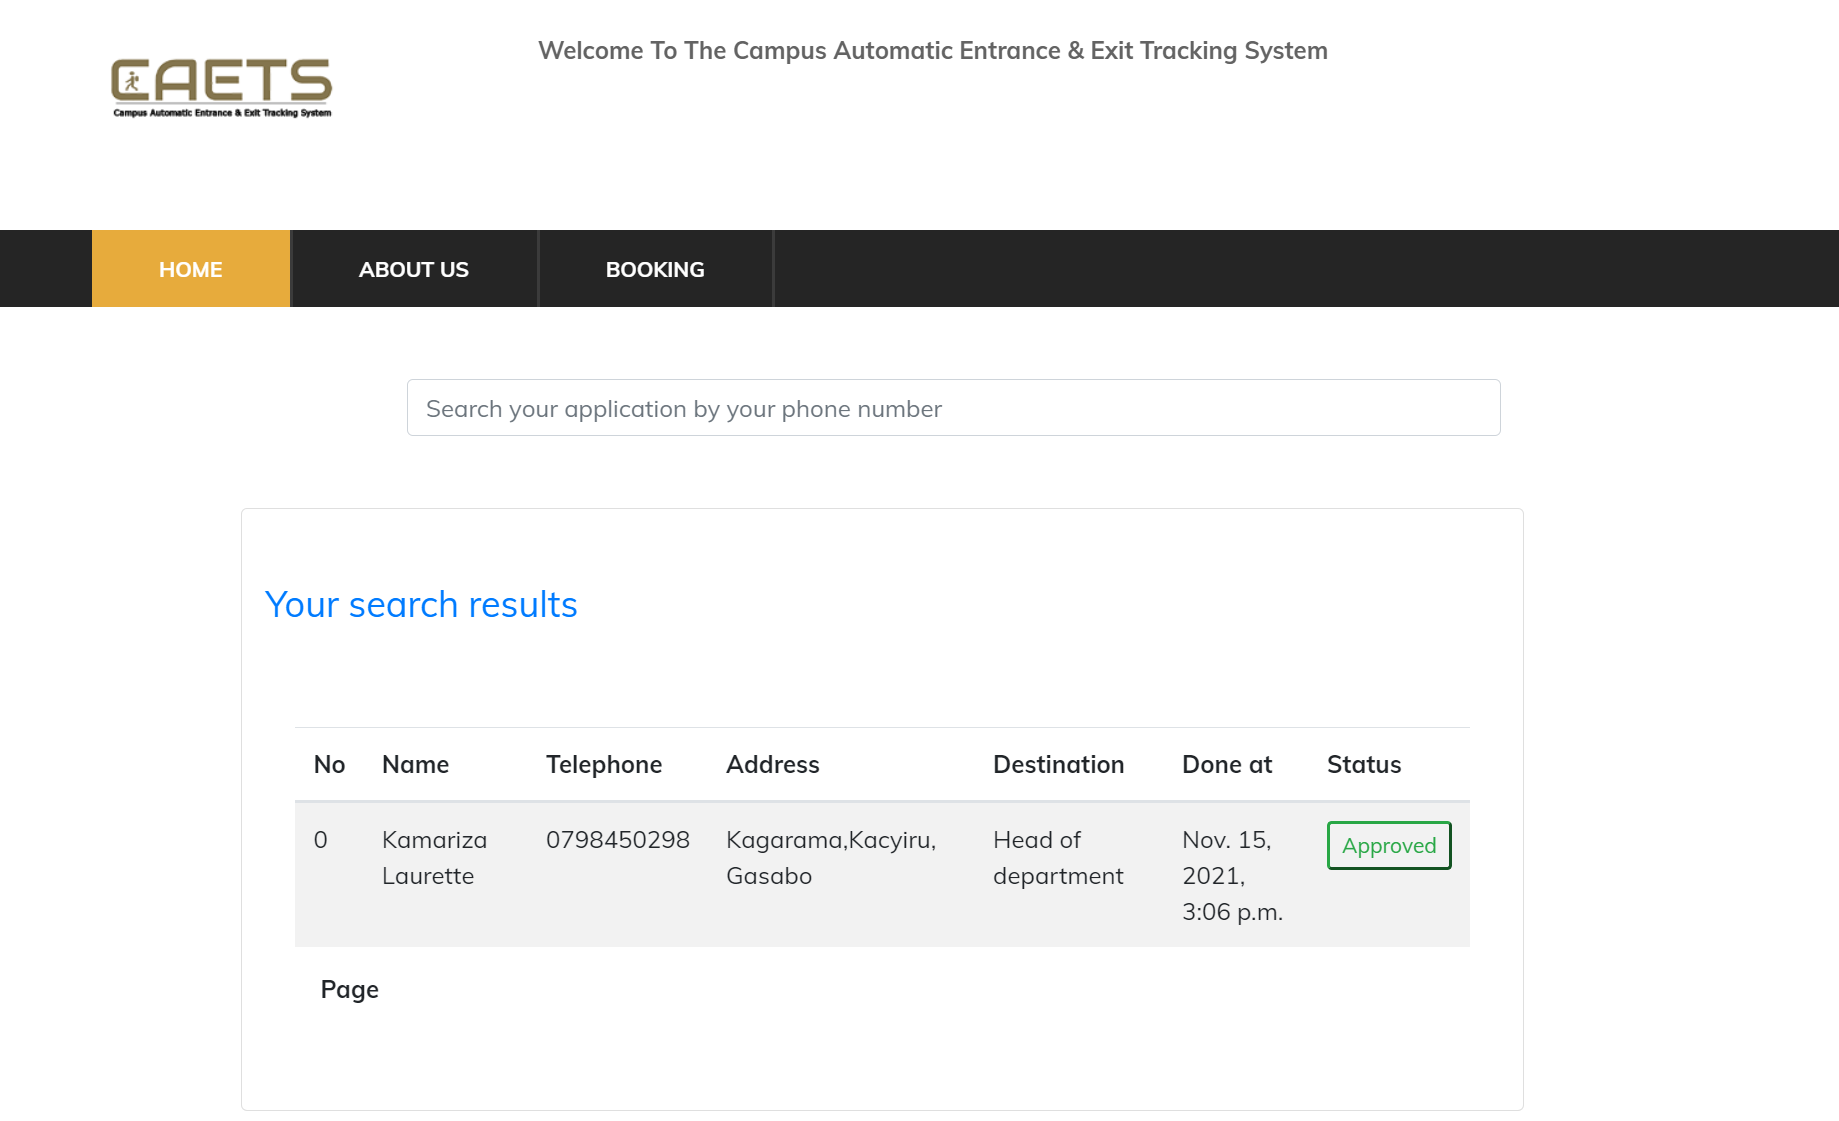 Welcome To The Campus Automatic Entrance & Exit Tracking System
CAETS
Campus Automatic Entrance & Exit Tracking System
HOME ABOUT US BOOKING
Search your application by your phone number
Your search results
No Name Telephone Address Destination Done at Status
0 Kamariza 0798450298 Kagarama,Kacyiru, Head of Nov. 15, Approved
Laurette Gasabo department 2021,
3:06 p.m.
Page